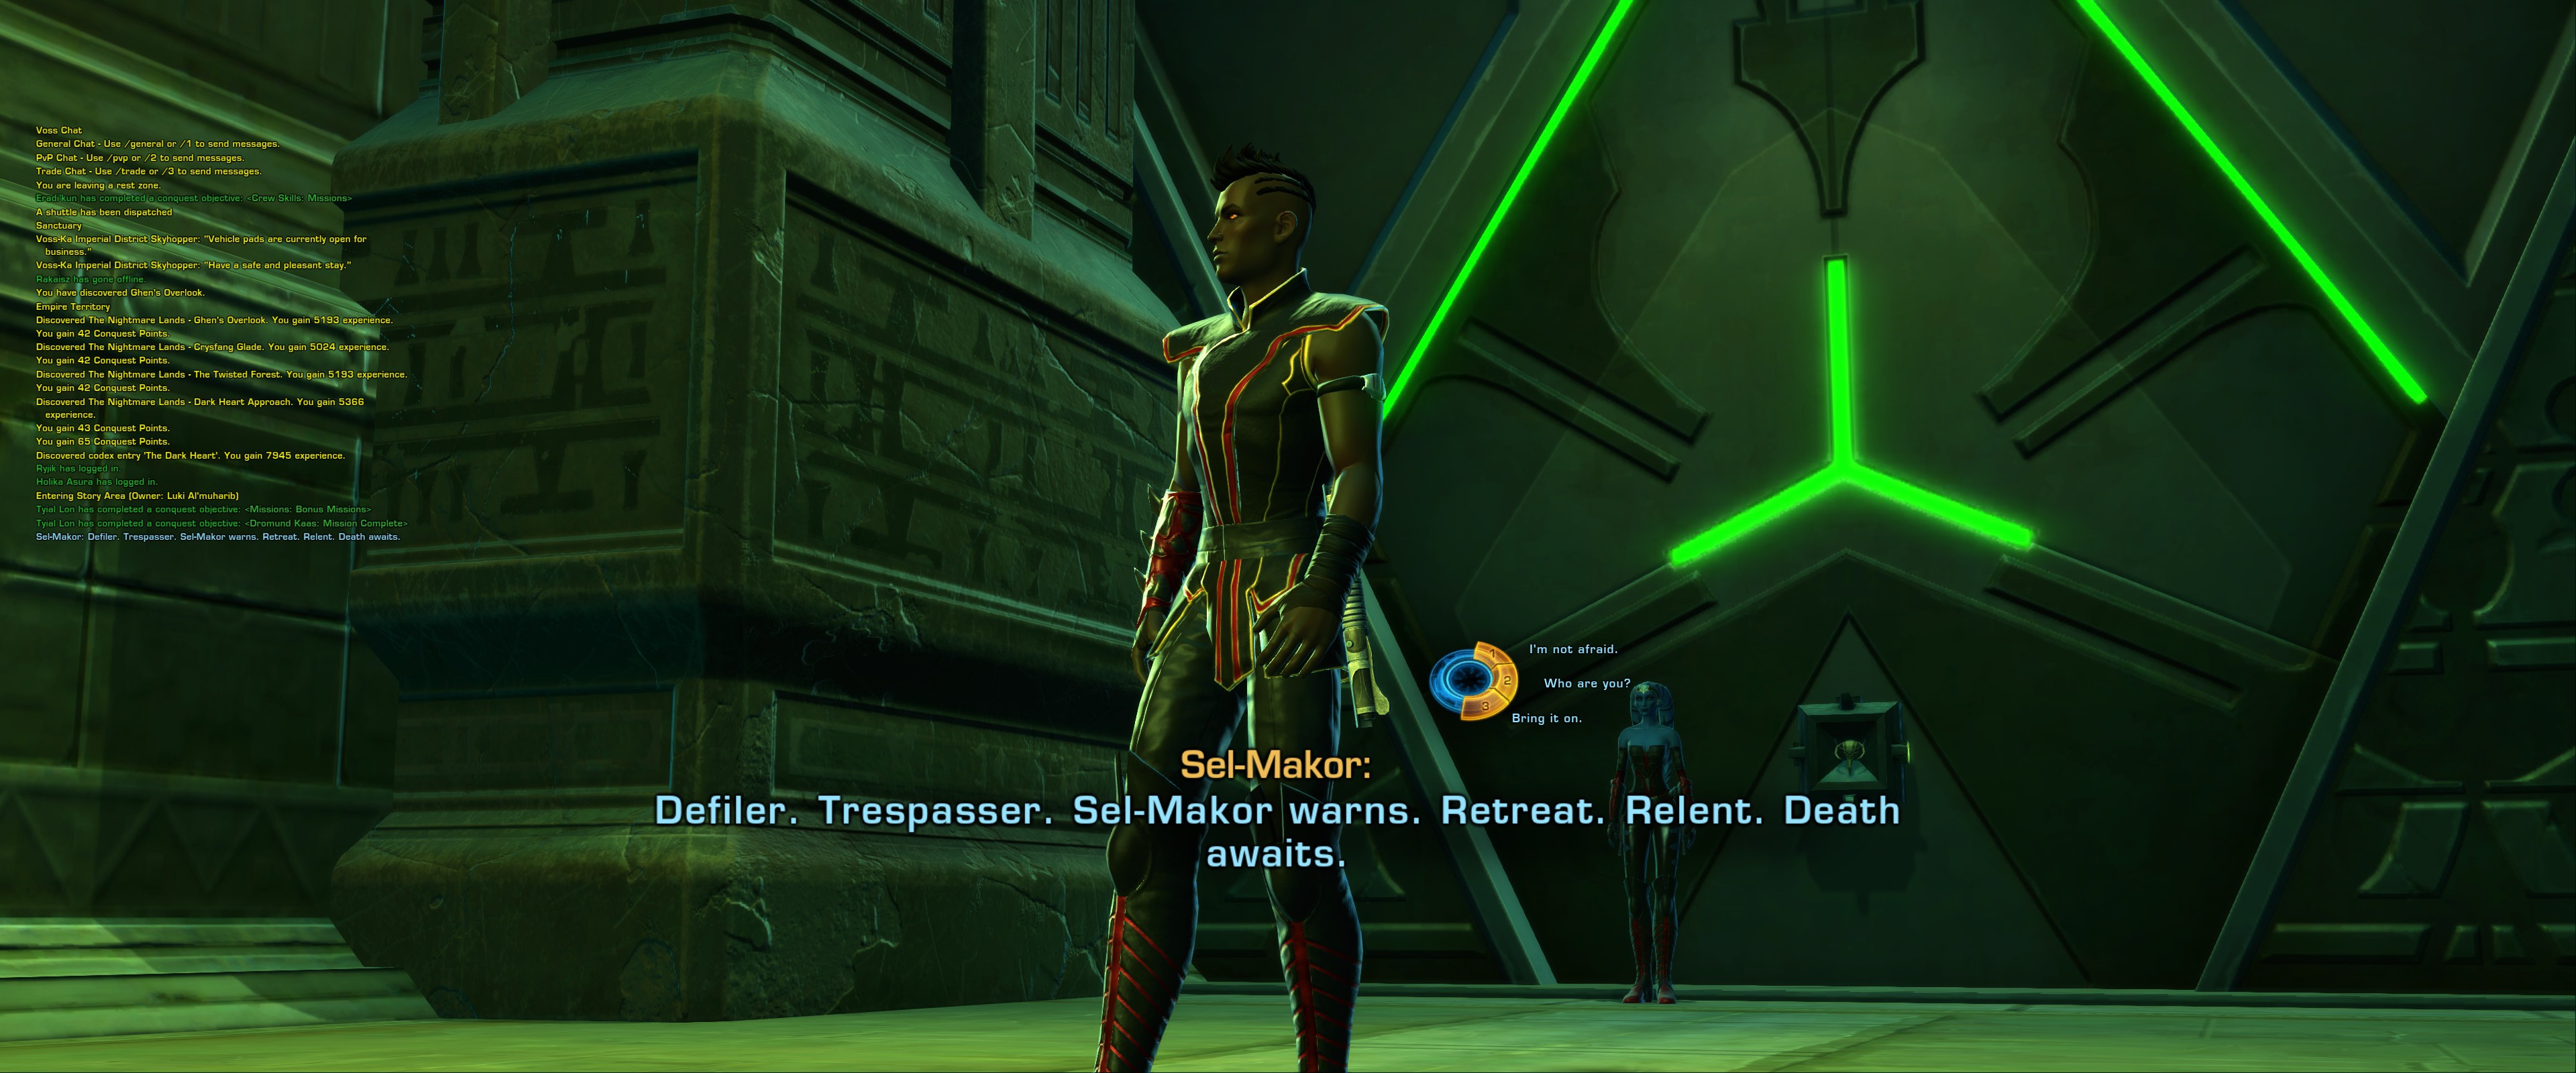 Voss Chat
General Chat - Use /general or /1 to send messages.
PvP Chat - Use /pvp or /2 to send messages.
Trade Chat - Use /trade or /3 to send messages.
You are leaving a rest zone.
Eradi'kun has completed a conquest objective: <Crew Skills: Missions>
A shuttle has been dispatched
Sanctuary
Voss-Ka Imperial District Skyhopper: "Vehicle pads are currently open for
business."
Voss-Ka Imperial District Skyhopper: "Have a safe and pleasant stay."
Rakaisz has gone offline.
You have discovered Ghen's Overlook.
Empire Territory
Discovered The Nightmare Lands - Ghen's Overlook. You gain 5193 experience.
You gain 42 Conquest Points.
Discovered The Nightmare Lands - Crysfang Glade. You gain 5024 experience.
You gain 42 Conquest Points.
Discovered The Nightmare Lands - The Twisted Forest. You gain 5193 experience.
You gain 42 Conquest Points.
Discovered The Nightmare Lands - Dark Heart Approach. You gain 5366
experience.
You gain 43 Conquest Points.
You gain 65 Conquest Points.
Discovered codex entry 'The Dark Heart'. You gain 7945 experience.
Ryjik has logged in.
Holika Asura has logged in.
Entering Story Area (Owner: Luki Al'muharib)
Tyial Lon has completed a conquest objective: <Missions: Bonus Missions>
Tyial Lon has completed a conquest objective: <Dromund Kaas: Mission Complete>
Sel-Makor: Defiler. Trespasser. Sel-Makor warns. Retreat. Relent. Death awaits.
1 I'm not afraid.
2 Who are you?
3 Bring it on.
Sel-Makor:
Defiler. Trespasser. Sel-Makor warns. Retreat. Relent. Death
awaits.